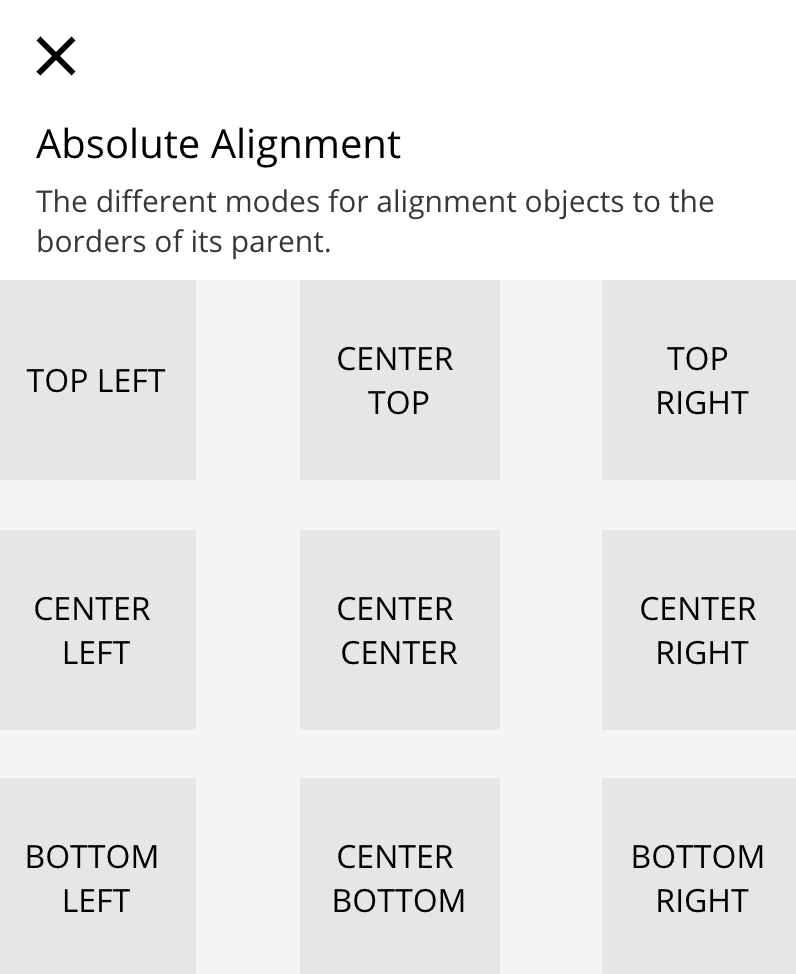 Absolute Alignment
The different modes for alignment objects to the
borders of its parent.
TOP LEFT
CENTER
TOP
TOP
RIGHT
CENTER
LEFT
CENTER
CENTER
CENTER
RIGHT
BOTTOM
LEFT
CENTER
BOTTOM
BOTTOM
RIGHT